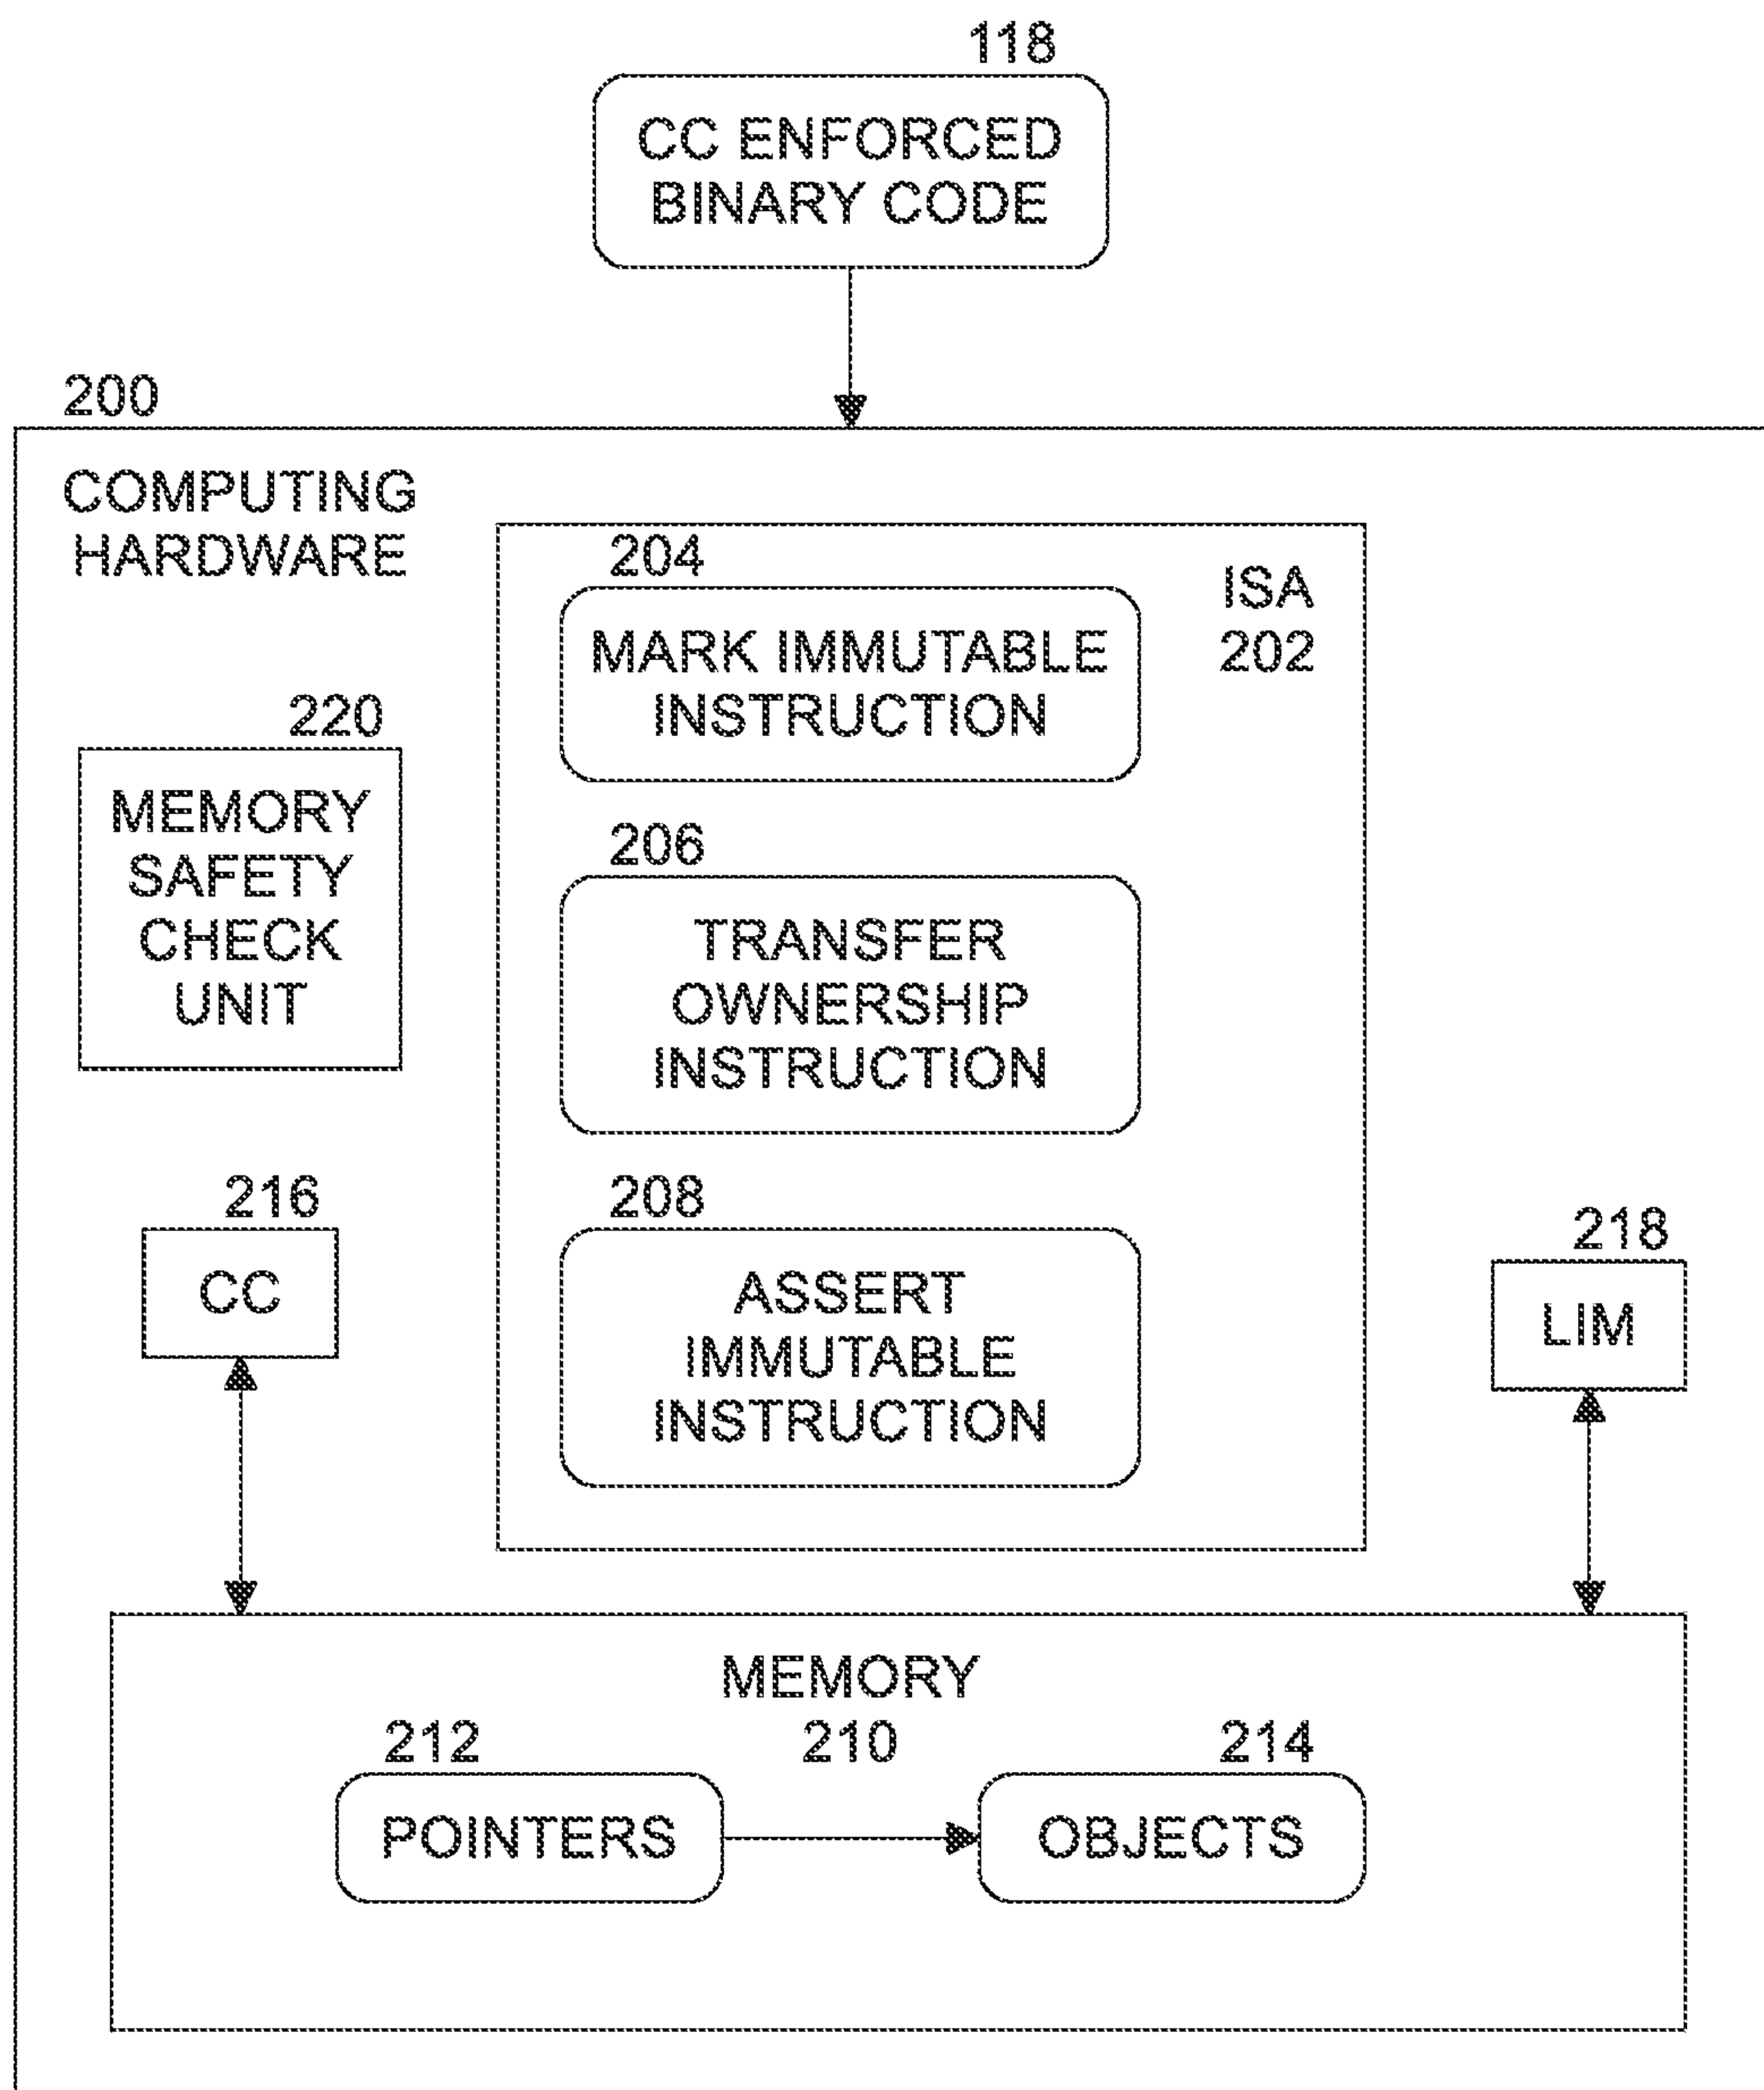 118
CC ENFORCED
BINARY CODE
200
COMPUTING
HARDWARE
204
MARK IMMUTABLE
INSTRUCTION
ISA
202
220
MEMORY
SAFETY
CHECK
UNIT
206
TRANSFER
OWNERSHIP
INSTRUCTION
216
CC
208
ASSERT
IMMUTABLE
INSTRUCTION
218
LIM
MEMORY
210
212
POINTERS
214
OBJECTS